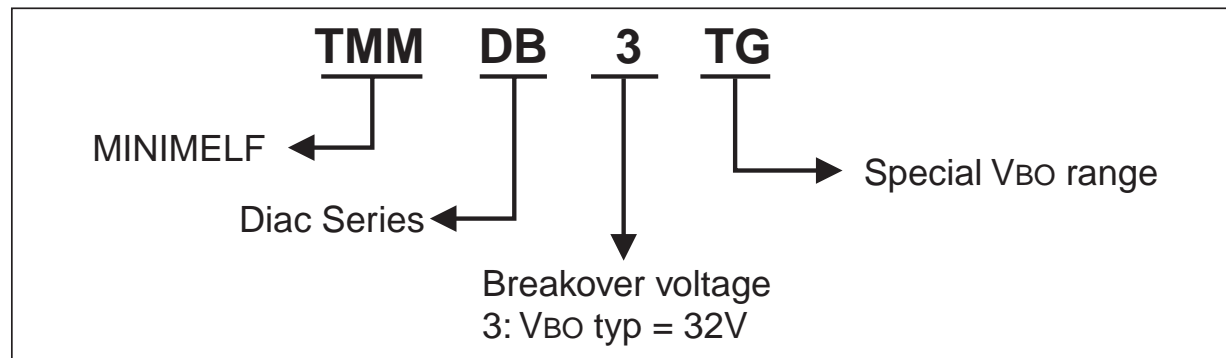 TMM DB 3 TG
MINIMELF
Special VBO range
Diac Series
Breakover voltage
3: VBO typ = 32V